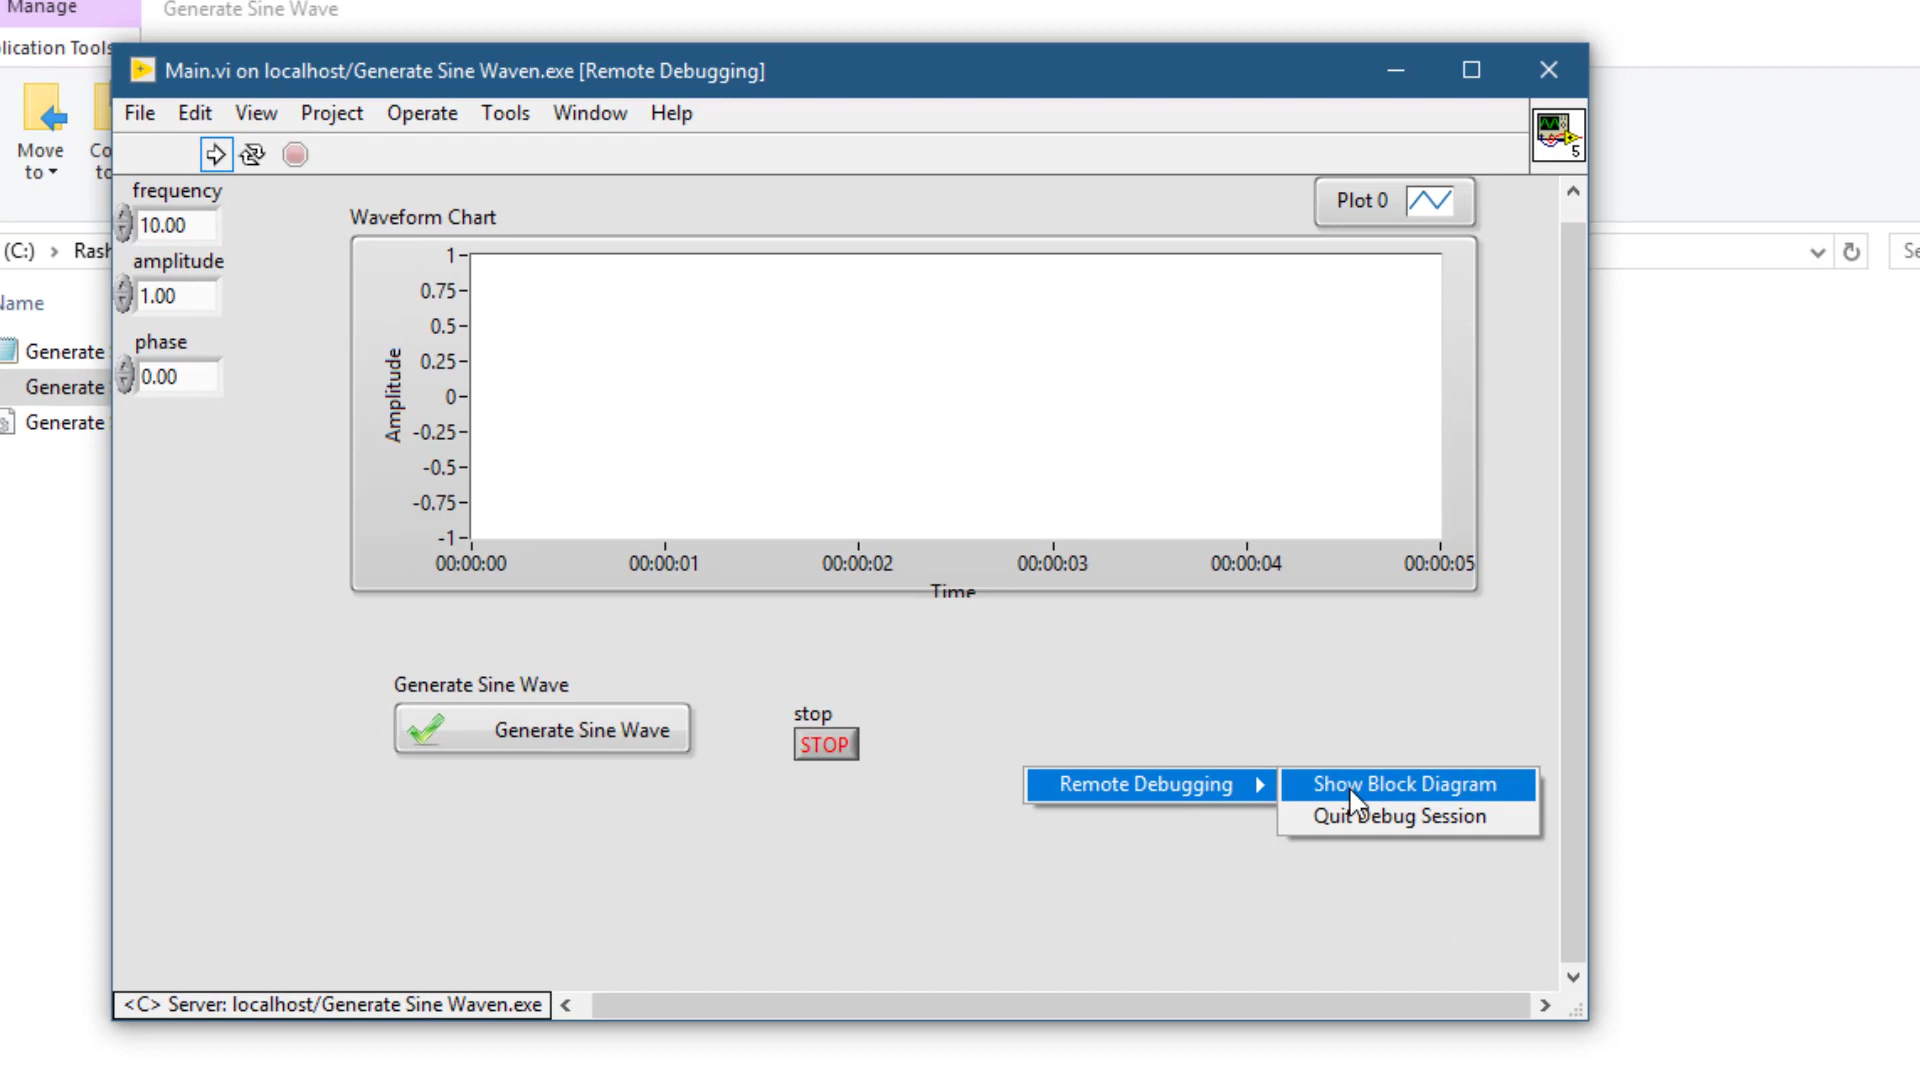 Manage
Generate Sine Wave
lication Tools
Main.vi on localhost/Generate Sine Waven.exe [Remote Debugging]
File Edit View Project Operate Tools Window Help
Move
to
Co
to
5
frequency
10.00
amplitude
1.00
phase
0.00
Waveform Chart
Plot 0
1
0.75
0.5
0.25
0
-0.25
-0.5
-0.75
-1
Amplitude
00:00:00 00:00:01 00:00:02 00:00:03 00:00:04 00:00:05
Time
(C:) > Rash
Se
Name
Generate
Generate
Generate
Generate Sine Wave
Generate Sine Wave
stop
STOP
Remote Debugging
Show Block Diagram
Quit Debug Session
<C> Server: localhost/Generate Sine Waven.exe